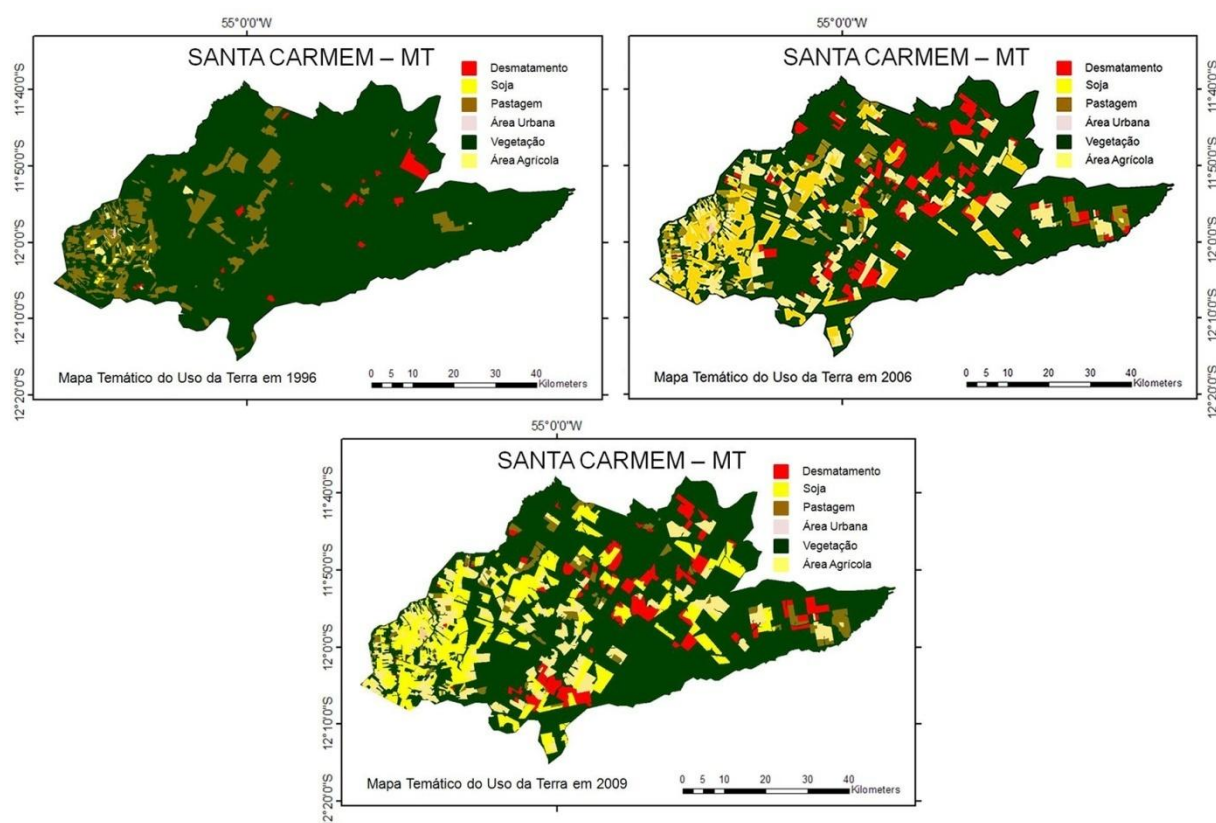 55°0'0"W
SANTA CARMEM – MT
Desmatamento
Soja
Pastagem
Área Urbana
Vegetação
Área Agrícola
11°40'0"S
11°50'0"S
12°0'0"S
12°10'0"S
12°20'0"S
Mapa Temático do Uso da Terra em 1996
0 5 10 20 30 40
Kilometers
55°0'0"W
SANTA CARMEM – MT
Desmatamento
Soja
Pastagem
Área Urbana
Vegetação
Área Agrícola
11°40'0"S
11°50'0"S
12°0'0"S
12°10'0"S
12°20'0"S
Mapa Temático do Uso da Terra em 2006
0 5 10 20 30 40
Kilometers
55°0'0"W
SANTA CARMEM – MT
Desmatamento
Soja
Pastagem
Área Urbana
Vegetação
Área Agrícola
11°40'0"S
11°50'0"S
12°0'0"S
12°10'0"S
2°20'0"S
Mapa Temático do Uso da Terra em 2009
0 5 10 20 30 40
Kilometers